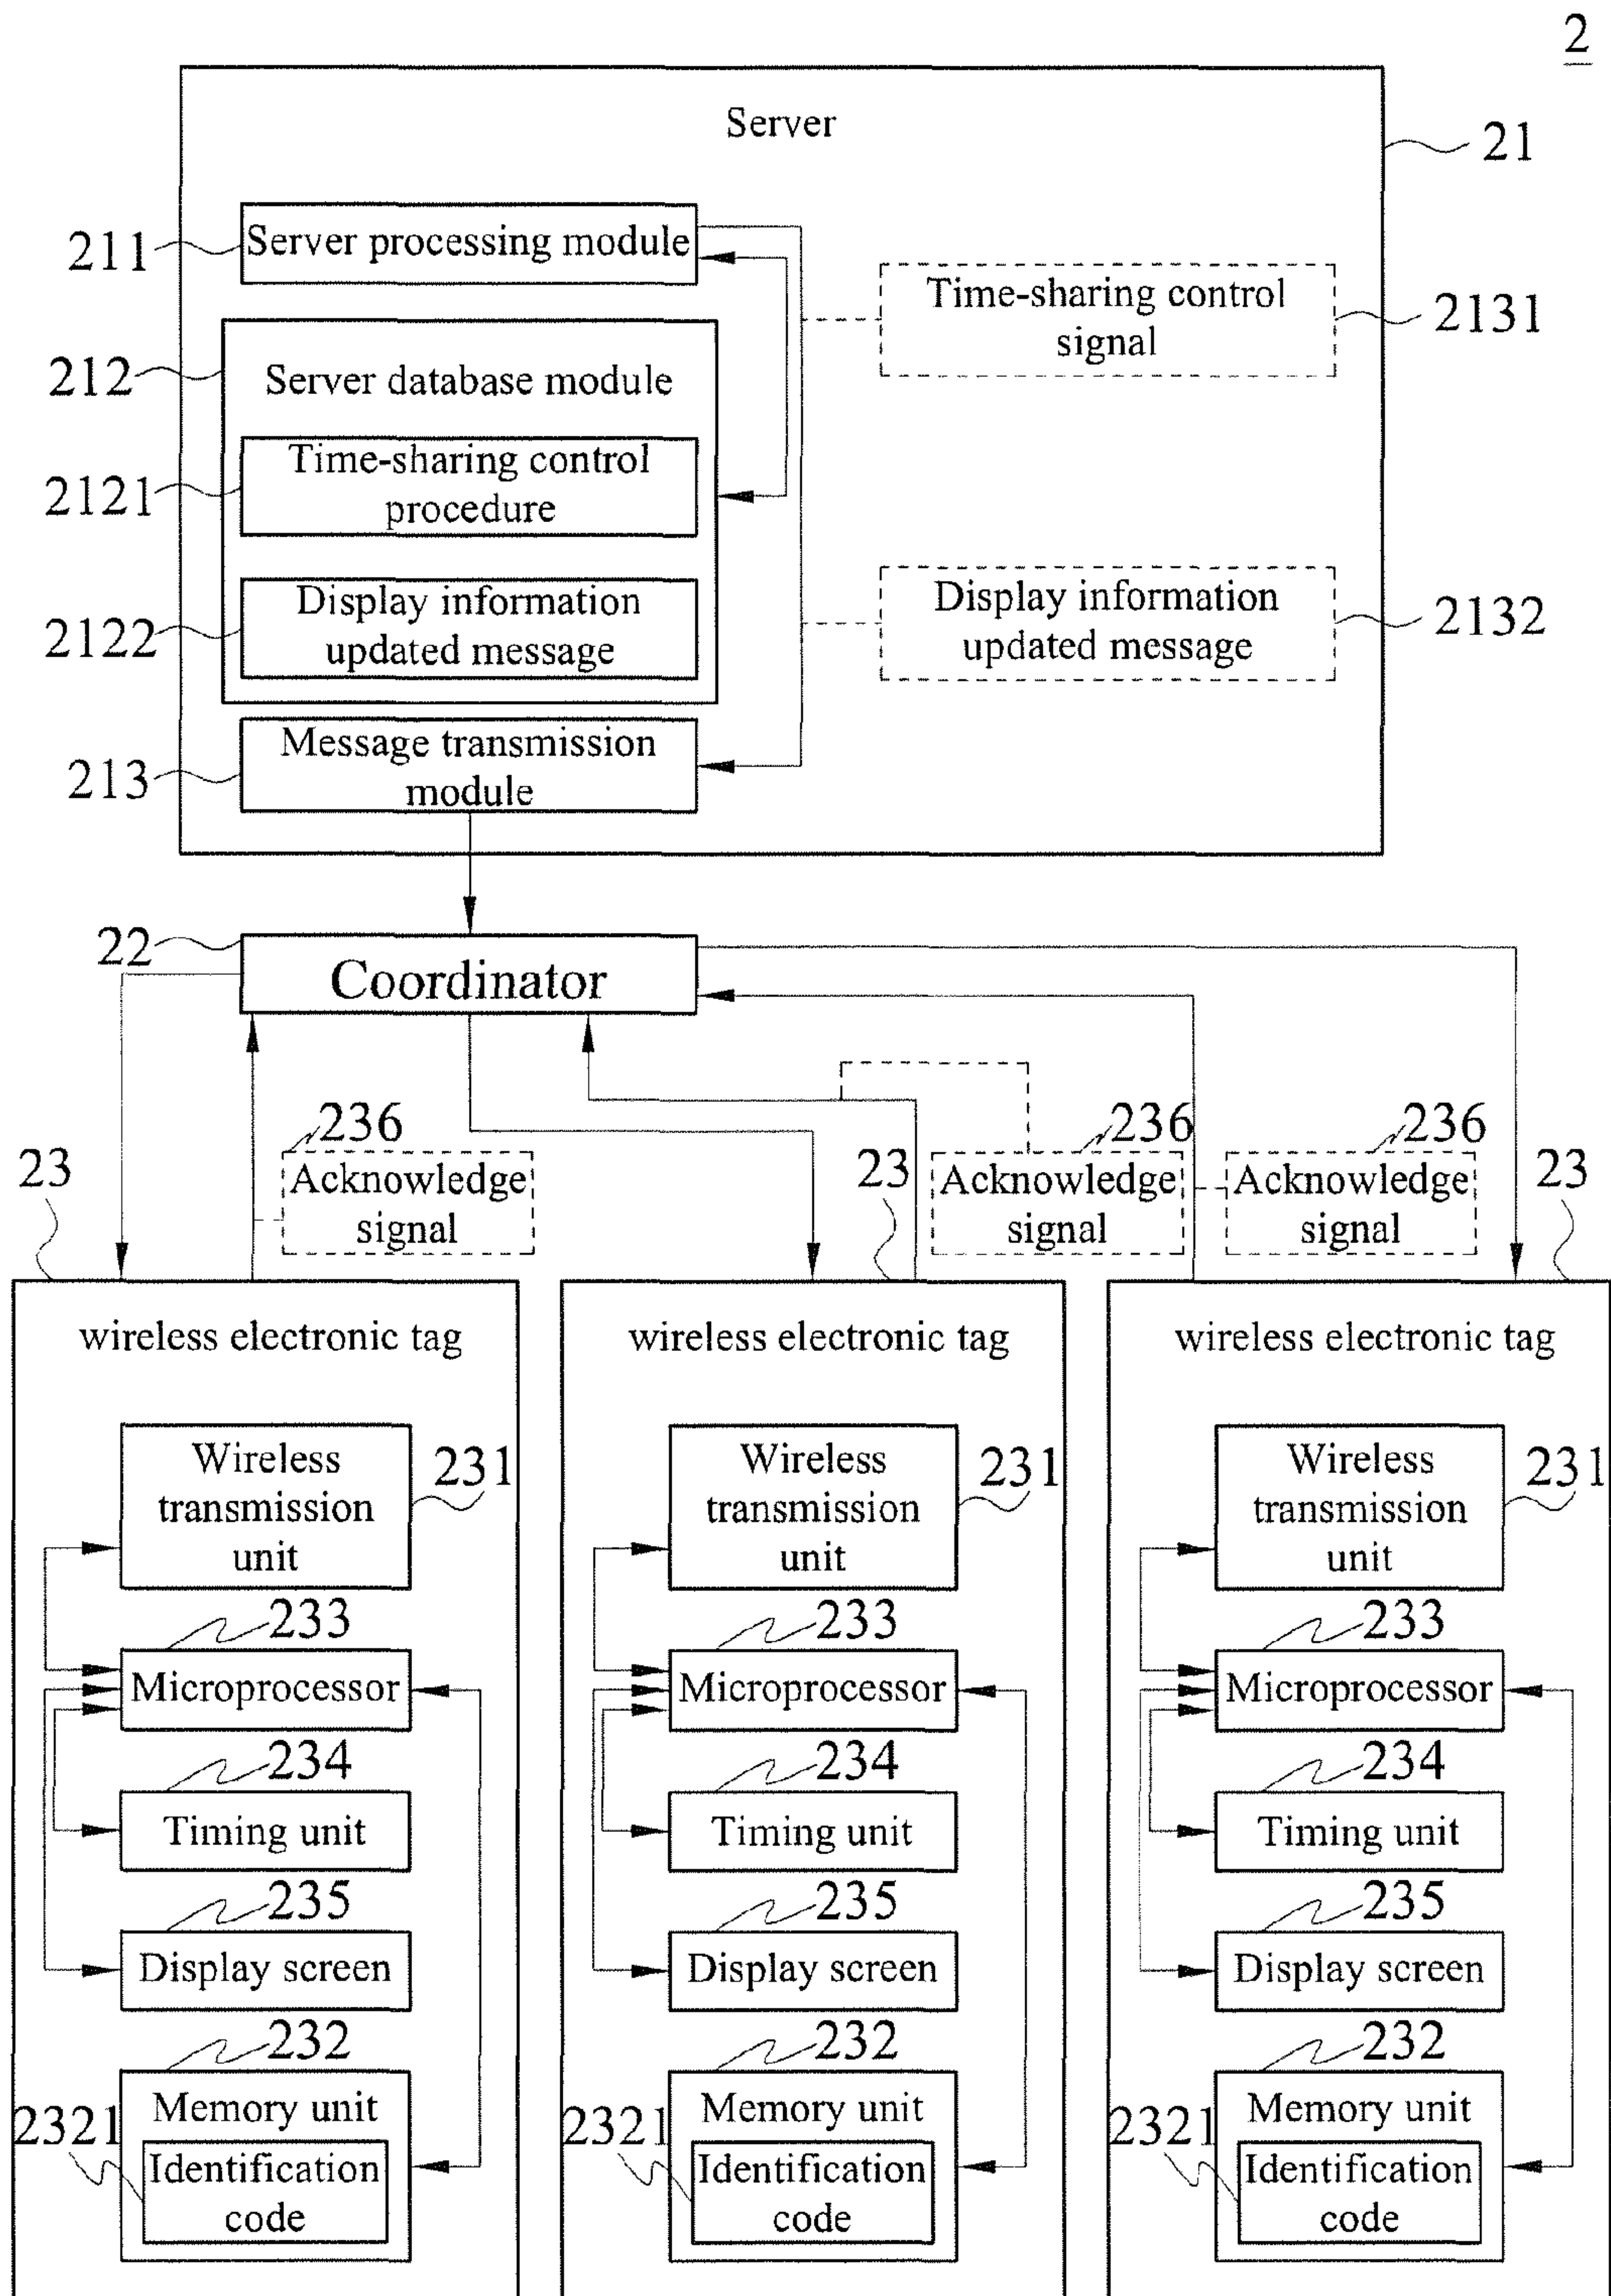 2
Server
21
211
Server processing module
Time-sharing control
signal
2131
212
Server database module
2121
Time-sharing control
procedure
2122
Display information
updated message
Display information
updated message
2132
213
Message transmission
module
22
Coordinator
23
236
Acknowledge
signal
23
236
Acknowledge
signal
236
Acknowledge
signal
23
wireless electronic tag
Wireless
transmission
unit
231
233
Microprocessor
234
Timing unit
235
Display screen
232
Memory unit
2321
Identification
code
wireless electronic tag
Wireless
transmission
unit
231
233
Microprocessor
234
Timing unit
235
Display screen
232
Memory unit
2321
Identification
code
wireless electronic tag
Wireless
transmission
unit
231
233
Microprocessor
234
Timing unit
235
Display screen
232
Memory unit
2321
Identification
code